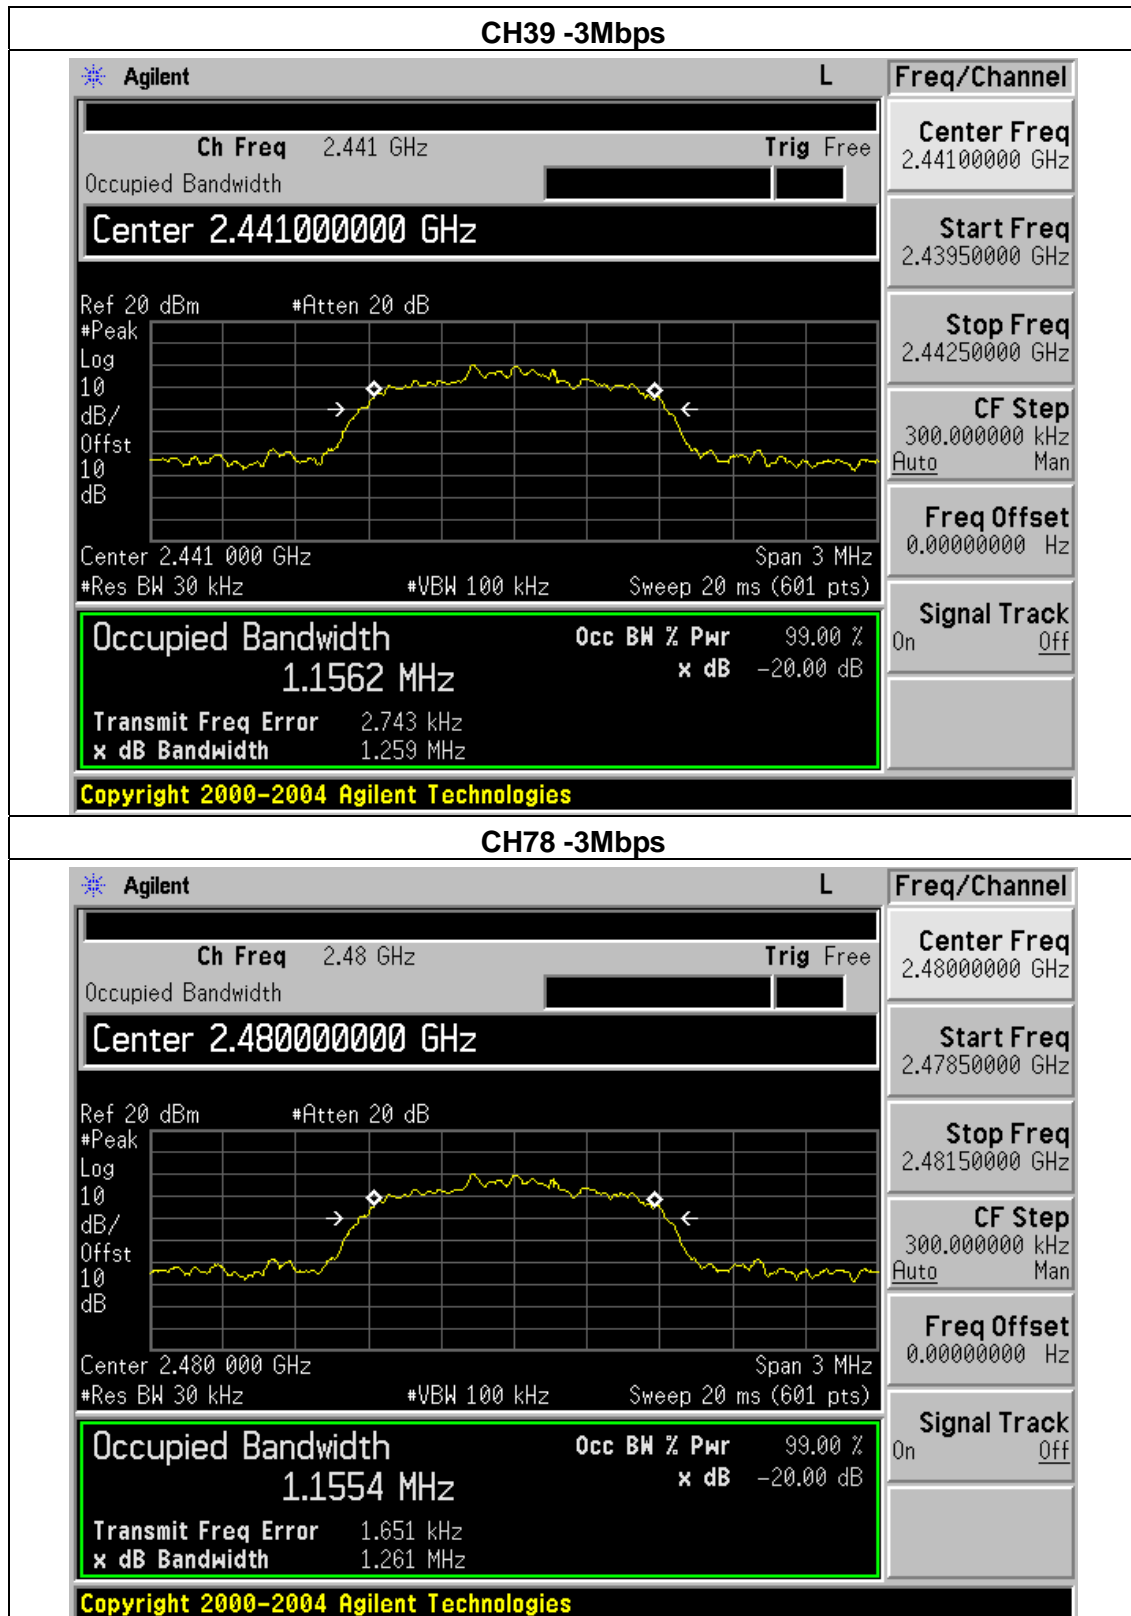 CH39 -3Mbps
Agilent L Freq/Channel
Ch Freq 2.441 GHz Trig Free
Occupied Bandwidth
Center 2.441000000 GHz
Center Freq
2.44100000 GHz
Start Freq
2.43950000 GHz
Stop Freq
2.44250000 GHz
CF Step
300.000000 kHz
Auto Man
Freq Offset
0.00000000 Hz
Signal Track
On Off
Ref 20 dBm #Atten 20 dB
#Peak
Log
10
dB/
Offst
10
dB
Center 2.441 000 GHz Span 3 MHz
#Res BW 30 kHz #VBW 100 kHz Sweep 20 ms (601 pts)
Occupied Bandwidth Occ BW % Pwr 99.00 %
1.1562 MHz x dB -20.00 dB
Transmit Freq Error 2.743 kHz
x dB Bandwidth 1.259 MHz
Copyright 2000-2004 Agilent Technologies
CH78 -3Mbps
Agilent L Freq/Channel
Ch Freq 2.48 GHz Trig Free
Occupied Bandwidth
Center 2.480000000 GHz
Center Freq
2.48000000 GHz
Start Freq
2.47850000 GHz
Stop Freq
2.48150000 GHz
CF Step
300.000000 kHz
Auto Man
Freq Offset
0.00000000 Hz
Signal Track
On Off
Ref 20 dBm #Atten 20 dB
#Peak
Log
10
dB/
Offst
10
dB
Center 2.480 000 GHz Span 3 MHz
#Res BW 30 kHz #VBW 100 kHz Sweep 20 ms (601 pts)
Occupied Bandwidth Occ BW % Pwr 99.00 %
1.1554 MHz x dB -20.00 dB
Transmit Freq Error 1.651 kHz
x dB Bandwidth 1.261 MHz
Copyright 2000-2004 Agilent Technologies